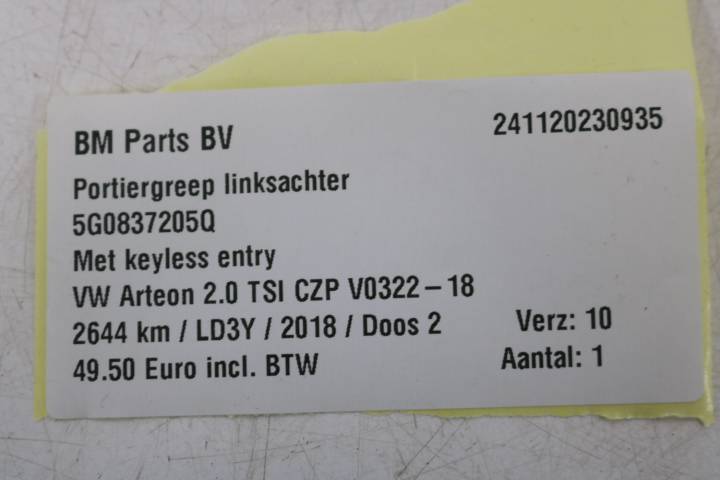 BM Parts BV 241120230935
Portiergreep linksachter
5G0837205Q
Met keyless entry
VW Arteon 2.0 TSI CZP V0322-18
2644 km / LD3Y / 2018 / Doos 2 Verz: 10
49.50 Euro incl. BTW Aantal: 1